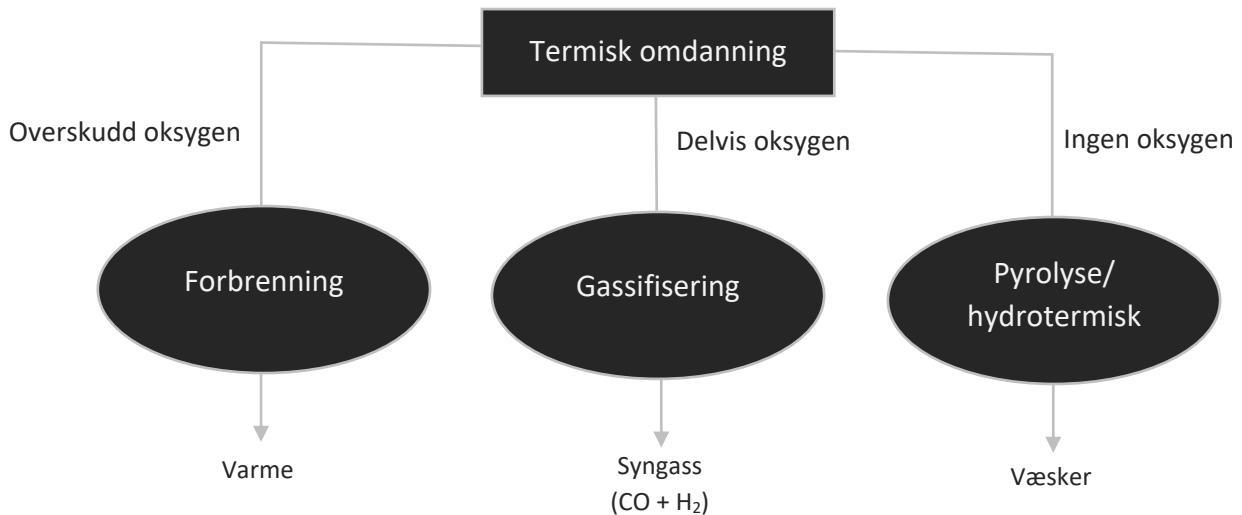 Termisk omdanning
Overskudd oksygen
Delvis oksygen
Ingen oksygen
Forbrenning
Gassifisering
Pyrolyse/
hydrotermisk
Varme
Syngass
(CO + H₂)
Væsker